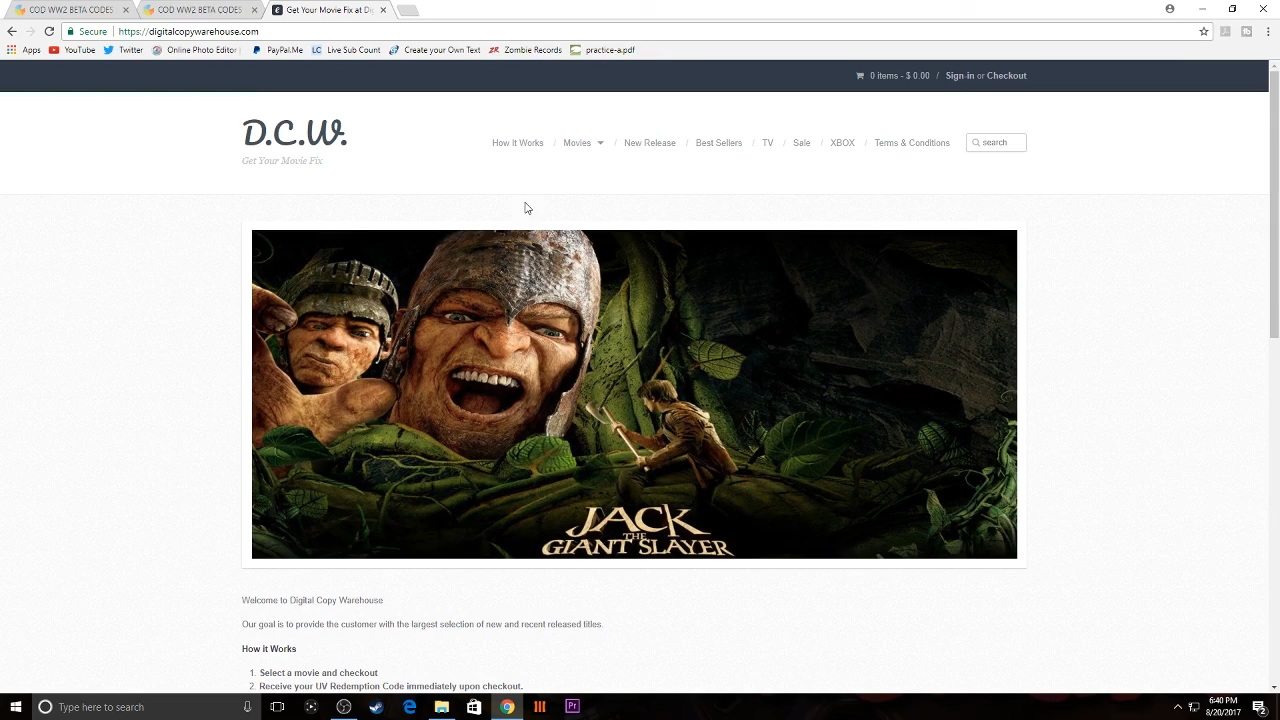 COD WW2 BETA CODES
COD WW2 BETA CODES
Get Your Movie Fix at Di
Secure https://digitalcopywarehouse.com
Apps YouTube Twitter Online Photo Editor PayPal.Me LC Live Sub Count Create your Own Text ZR Zombie Records practice-a.pdf
0 items - $ 0.00 / Sign-in or Checkout
D.C.W.
Get Your Movie Fix
How It Works / Movies / New Release / Best Sellers / TV / Sale / XBOX / Terms & Conditions
search
JACK
THE
GIANT SLAYER
Welcome to Digital Copy Warehouse
Our goal is to provide the customer with the largest selection of new and recent released titles.
How it Works
1. Select a movie and checkout
2. Receive your UV Redemption Code immediately upon checkout.
Type here to search
Pr
6:40 PM
8/20/2017
2